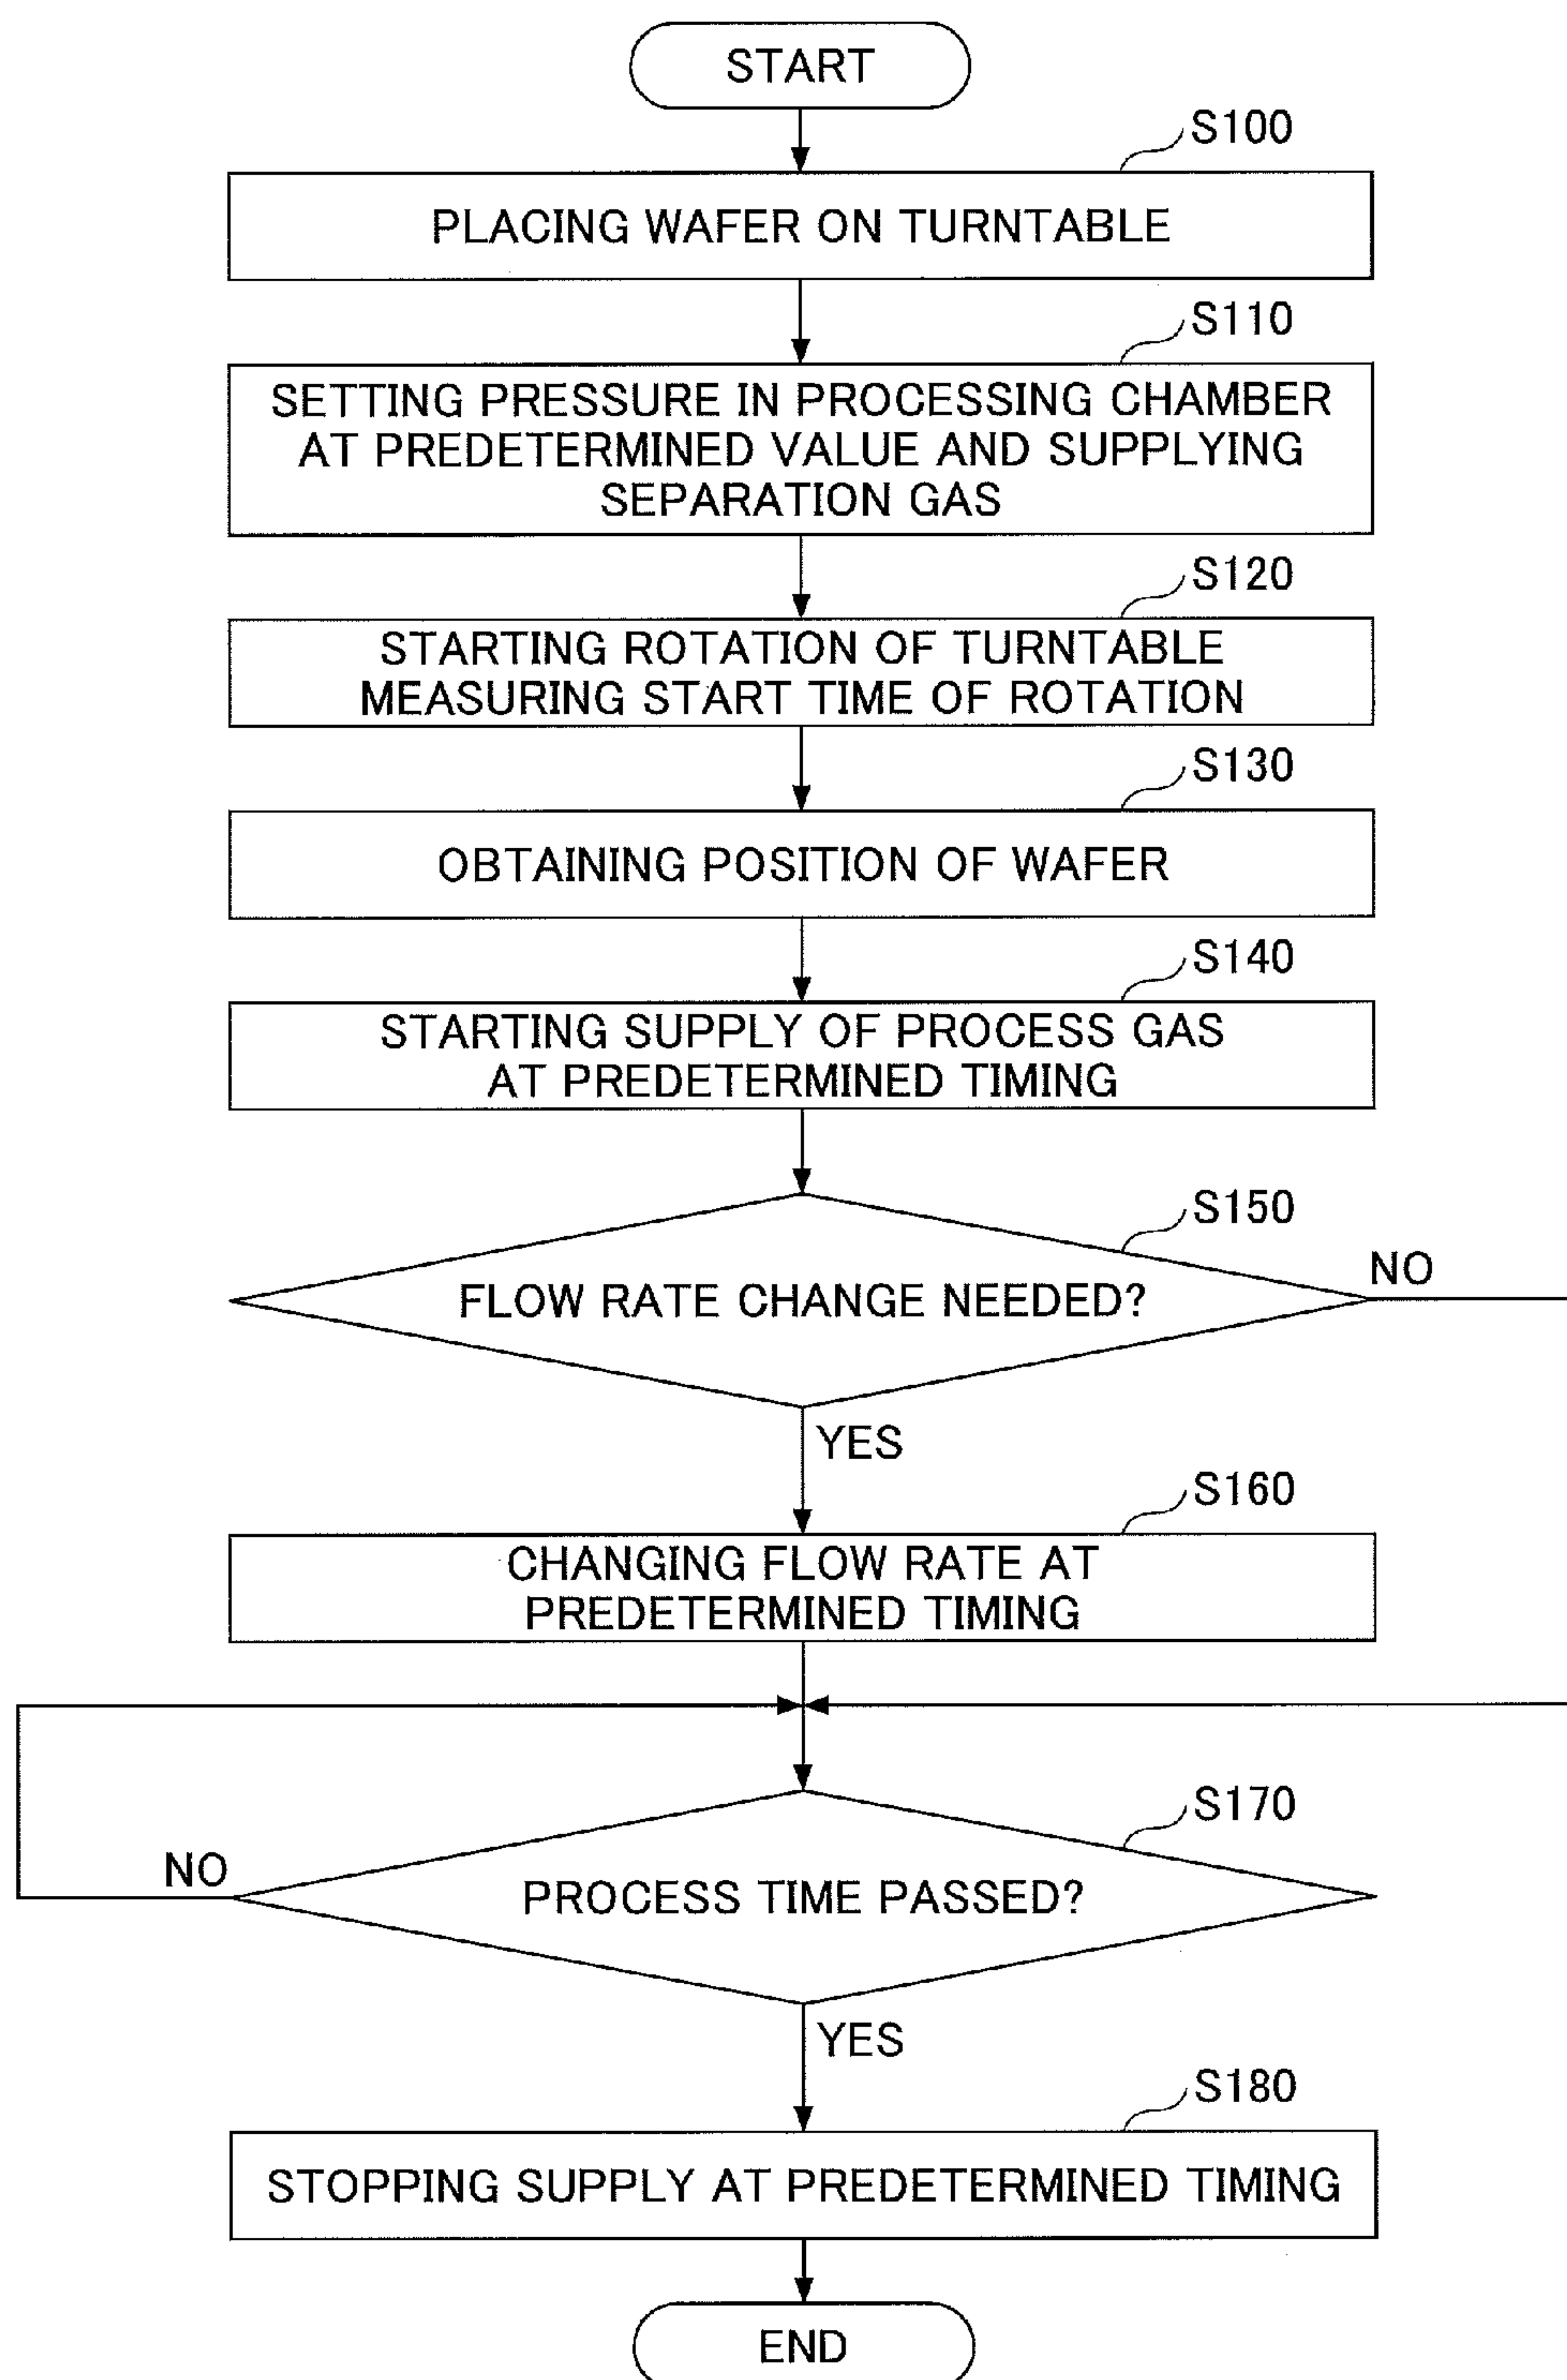 START
S100
PLACING WAFER ON TURNTABLE
S110
SETTING PRESSURE IN PROCESSING CHAMBER
AT PREDETERMINED VALUE AND SUPPLYING
SEPARATION GAS
S120
STARTING ROTATION OF TURNTABLE
MEASURING START TIME OF ROTATION
S130
OBTAINING POSITION OF WAFER
S140
STARTING SUPPLY OF PROCESS GAS
AT PREDETERMINED TIMING
S150
NO
FLOW RATE CHANGE NEEDED?
YES
S160
CHANGING FLOW RATE AT
PREDETERMINED TIMING
S170
NO
PROCESS TIME PASSED?
YES
S180
STOPPING SUPPLY AT PREDETERMINED TIMING
END